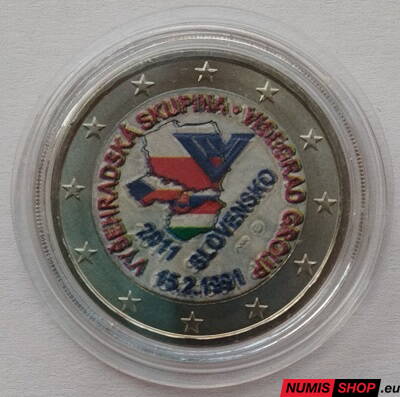 VYŠEHRADSKÁ SKUPINA • VISEGRAD GROUP
2011 SLOVENSKO
15.2.1991
NUMIS SHOP.eu